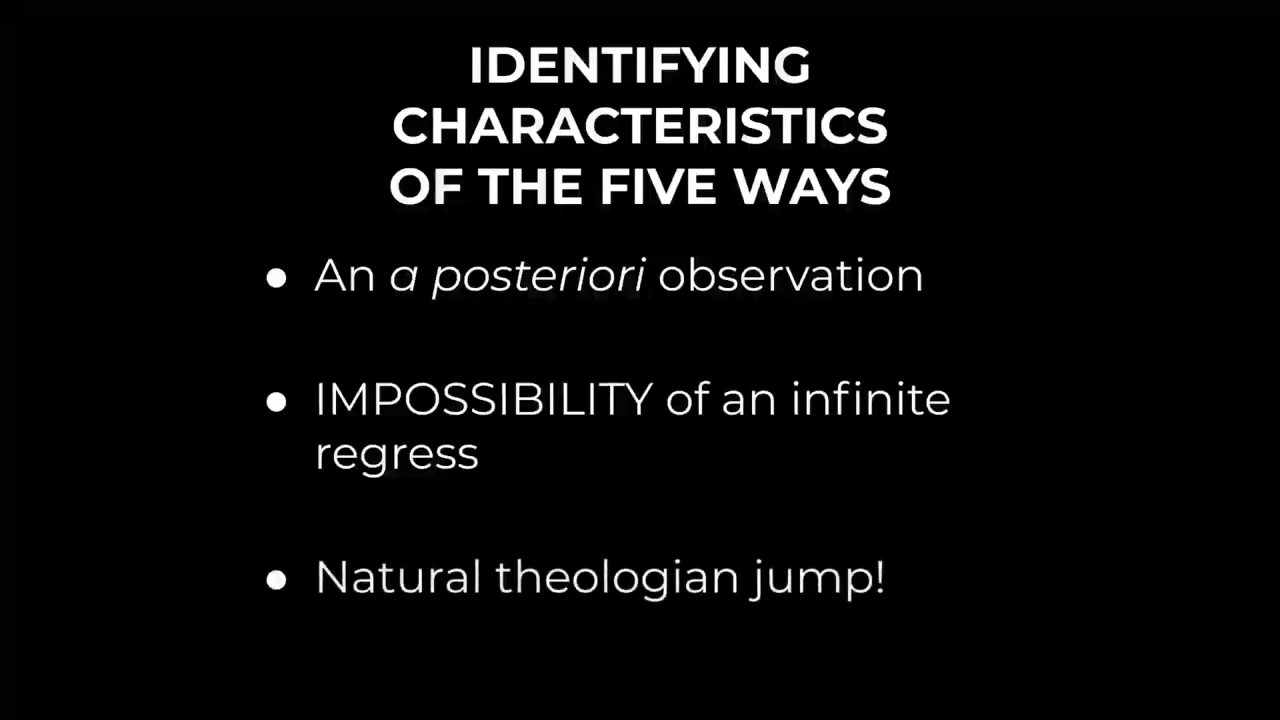 IDENTIFYING
CHARACTERISTICS
OF THE FIVE WAYS
● An a posteriori observation
● IMPOSSIBILITY of an infinite
regress
● Natural theologian jump!